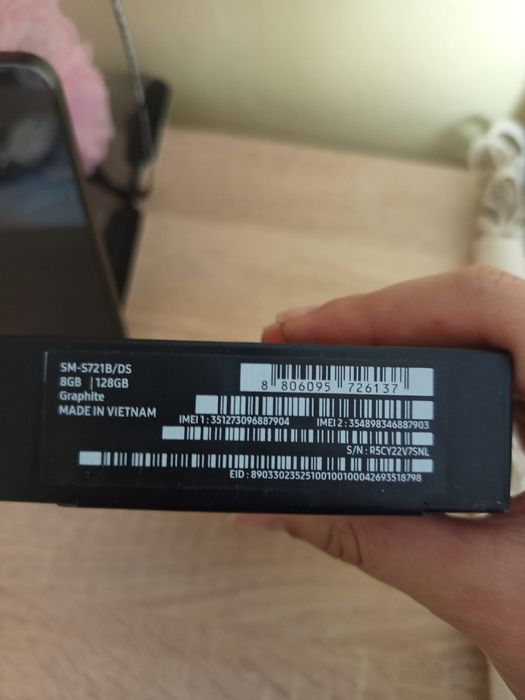 SM-S721B/DS
8GB | 128GB
Graphite
MADE IN VIETNAM
8 806095 726137
IMEI 1 : 351273096887904 IMEI 2 : 354898346887903
S/N : R5CY22V7SNL
EID : 89033023525100100100042693518798